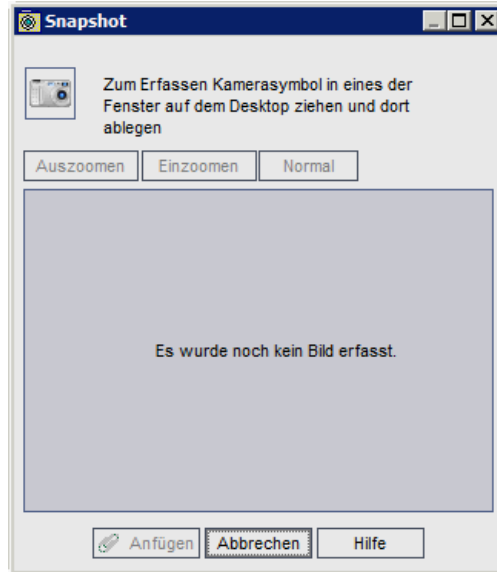 Snapshot
Zum Erfassen Kamerasymbol in eines der
Fenster auf dem Desktop ziehen und dort
ablegen
Auszoomen Einzoomen Normal
Es wurde noch kein Bild erfasst.
Anfügen Abbrechen Hilfe